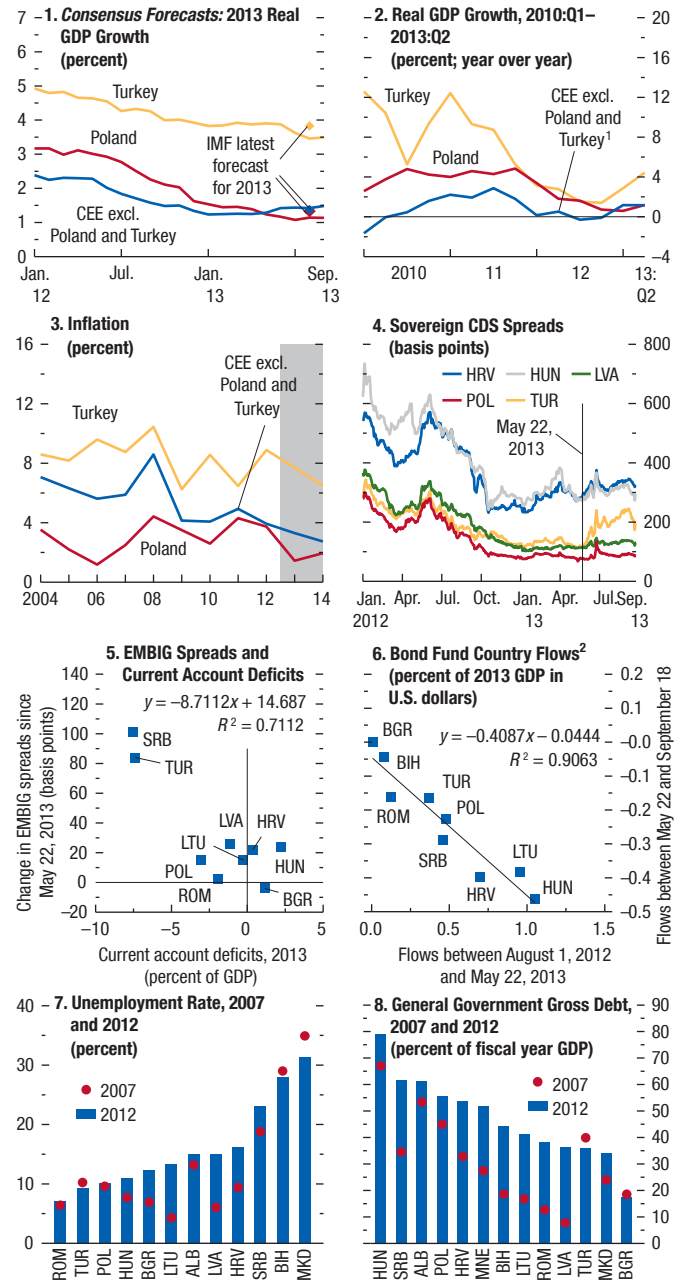 1. Consensus Forecasts: 2013 Real
GDP Growth
(percent)
7
6
5
4
3
2
1
0
Turkey
Poland
IMF latest
forecast
for 2013
CEE excl.
Poland and Turkey
Jan.
12
Jul.
Jan.
13
Sep.
13
2. Real GDP Growth, 2010:Q1–
2013:Q2
(percent; year over year)
20
16
12
8
4
0
–4
Turkey
CEE excl.
Poland and
Turkey1
Poland
2010
11
12
13:
Q2
3. Inflation
(percent)
16
12
8
4
0
CEE excl.
Poland and
Turkey
Turkey
Poland
2004
06
08
10
12
14
4. Sovereign CDS Spreads
(basis points)
800
600
400
200
0
HRV
HUN
LVA
POL
TUR
May 22,
2013
Jan.
2012
Apr.
Jul.
Oct.
Jan.
13
Apr.
Jul.
Sep.
13
5. EMBIG Spreads and
Current Account Deficits
140
120
100
80
60
40
20
0
–20
y = –8.7112x + 14.687
R2 = 0.7112
SRB
TUR
LVA
HRV
LTU
POL
HUN
ROM
BGR
–10
–5
0
5
Change in EMBIG spreads since
May 22, 2013 (basis points)
Current account deficits, 2013
(percent of GDP)
6. Bond Fund Country Flows2
(percent of 2013 GDP in
U.S. dollars)
0.2
0.1
–0.0
–0.1
–0.2
–0.3
–0.4
–0.5
BGR
y = –0.4087x – 0.0444
R2 = 0.9063
BIH
TUR
ROM
POL
SRB
LTU
HRV
HUN
0.0
0.5
1.0
1.5
Flows between May 22 and September 18
Flows between August 1, 2012
and May 22, 2013
7. Unemployment Rate, 2007
and 2012
(percent)
40
30
20
10
0
2007
2012
ROM
TUR
POL
HUN
BGR
LTU
ALB
LVA
HRV
SRB
BIH
MKD
8. General Government Gross Debt,
2007 and 2012
(percent of fiscal year GDP)
90
80
70
60
50
40
30
20
10
0
2007
2012
HUN
SRB
ALB
POL
HRV
MNE
BIH
LTU
ROM
LVA
TUR
MKD
BGR